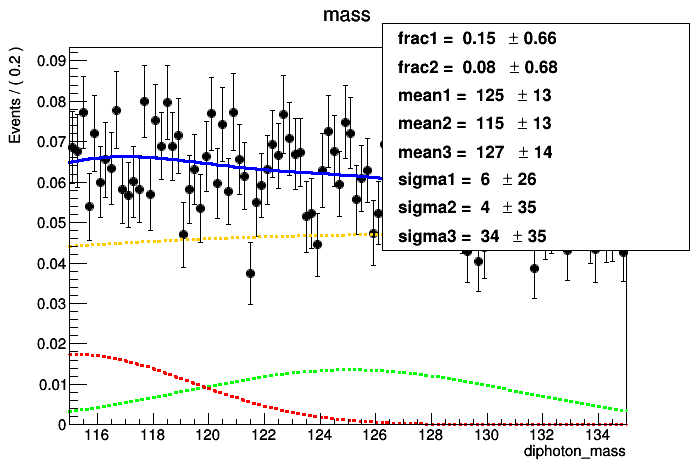 mass
frac1 = 0.15 ± 0.66
frac2 = 0.08 ± 0.68
mean1 = 125 ± 13
mean2 = 115 ± 13
mean3 = 127 ± 14
sigma1 = 6 ± 26
sigma2 = 4 ± 35
sigma3 = 34 ± 35
Events / ( 0.2 )
0.09
0.08
0.07
0.06
0.05
0.04
0.03
0.02
0.01
0
116 118 120 122 124 126 128 130 132 134
diphoton_mass